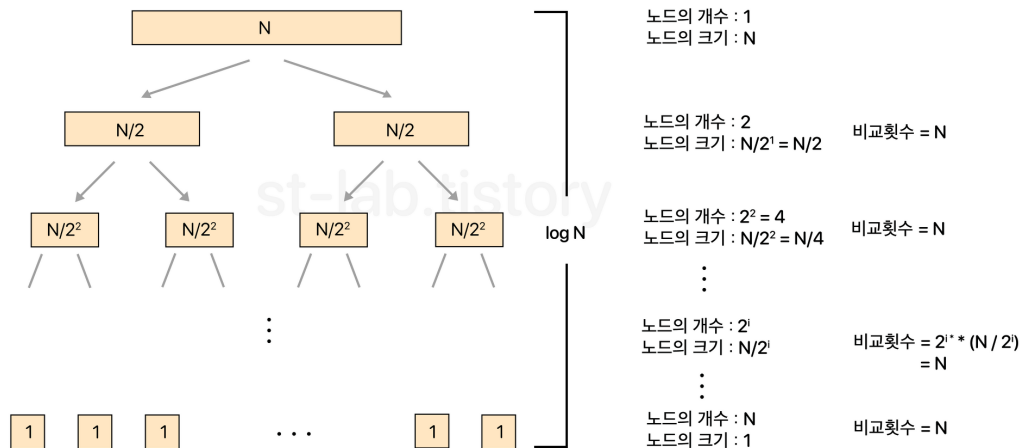 N
노드의 개수 : 1
노드의 크기 : N
N/2
N/2
노드의 개수 : 2
노드의 크기 : N/2¹ = N/2
비교횟수 = N
st-lab.tistory
N/2²
N/2²
N/2²
N/2²
log N
노드의 개수 : 2² = 4
노드의 크기 : N/2² = N/4
비교횟수 = N
노드의 개수 : 2ⁱ
노드의 크기 : N/2ⁱ
비교횟수 = 2ⁱ* * (N / 2ⁱ)
= N
1
1
1
· · ·
1
1
노드의 개수 : N
노드의 크기 : 1
비교횟수 = N